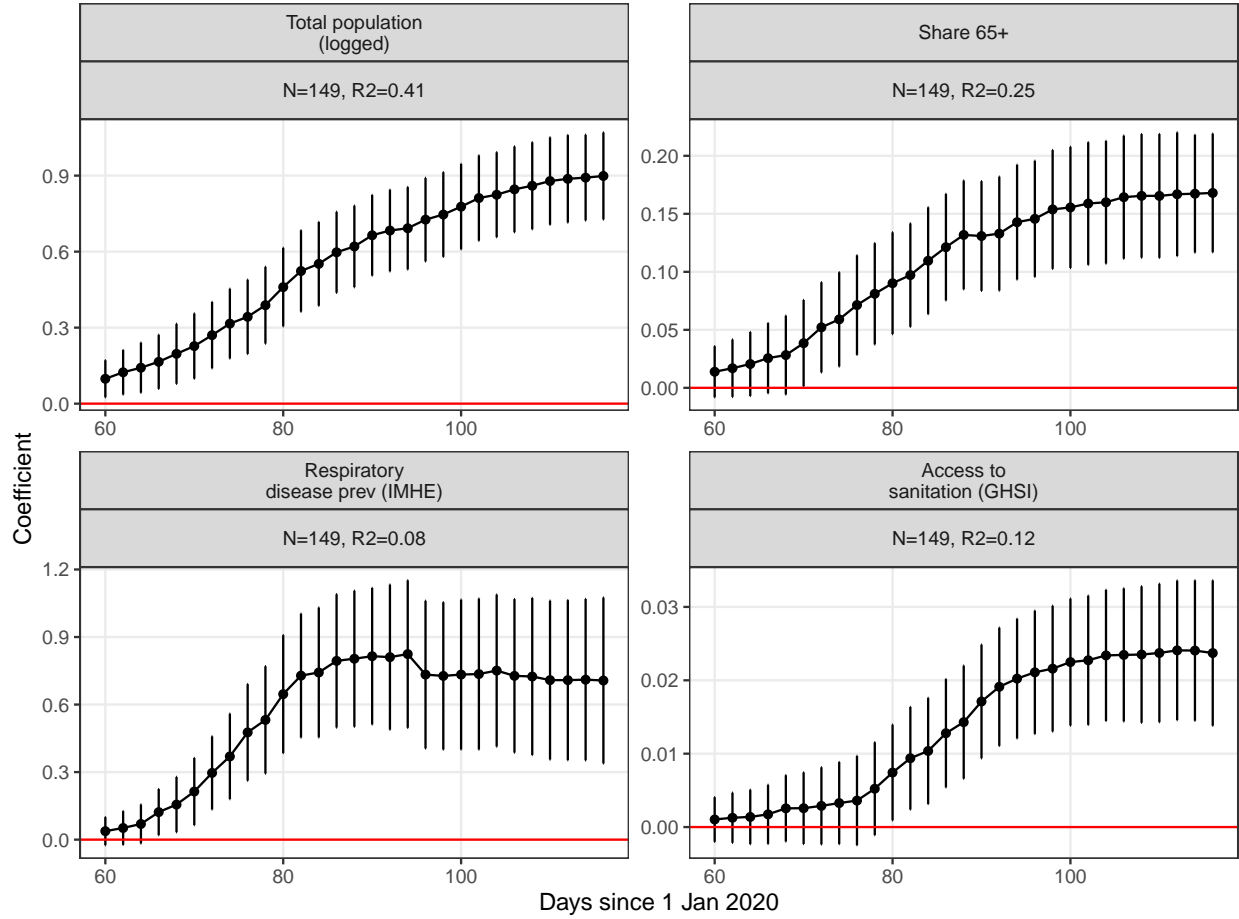 Total population
(logged)
N=149, R2=0.41
0.9
0.6
0.3
0.0
60 80 100
Share 65+
N=149, R2=0.25
0.20
0.15
0.10
0.05
0.00
60 80 100
Respiratory
disease prev (IMHE)
N=149, R2=0.08
1.2
0.9
0.6
0.3
0.0
60 80 100
Access to
sanitation (GHSI)
N=149, R2=0.12
0.03
0.02
0.01
0.00
60 80 100
Coefficient
Days since 1 Jan 2020